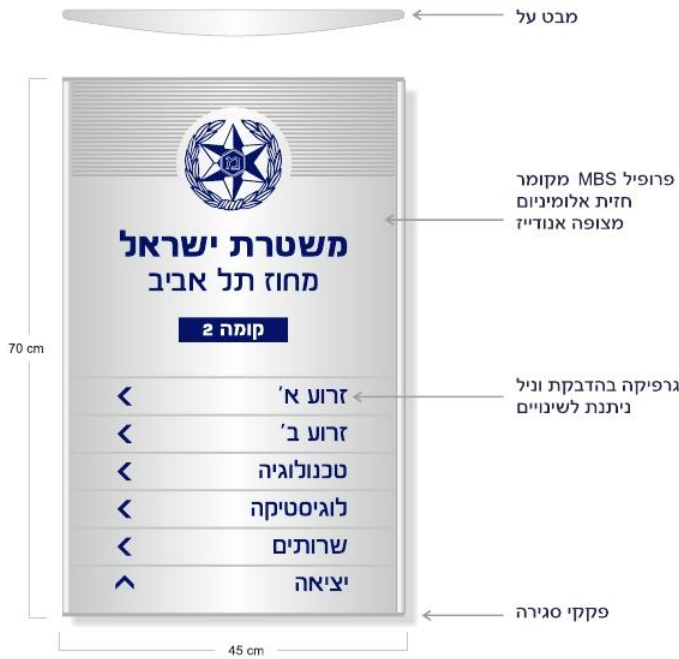 מבט על
משטרת ישראל
מחוז תל אביב
קומה 2
זרוע א'
זרוע ב'
טכנולוגיה
לוגיסטיקה
שרותים
יציאה
פרופיל MBS מקומר
חזית אלומיניום
מצופה אנודייז
גרפיקה בהדבקת וניל
ניתנת לשינויים
פקקי סגירה
70 cm
45 cm